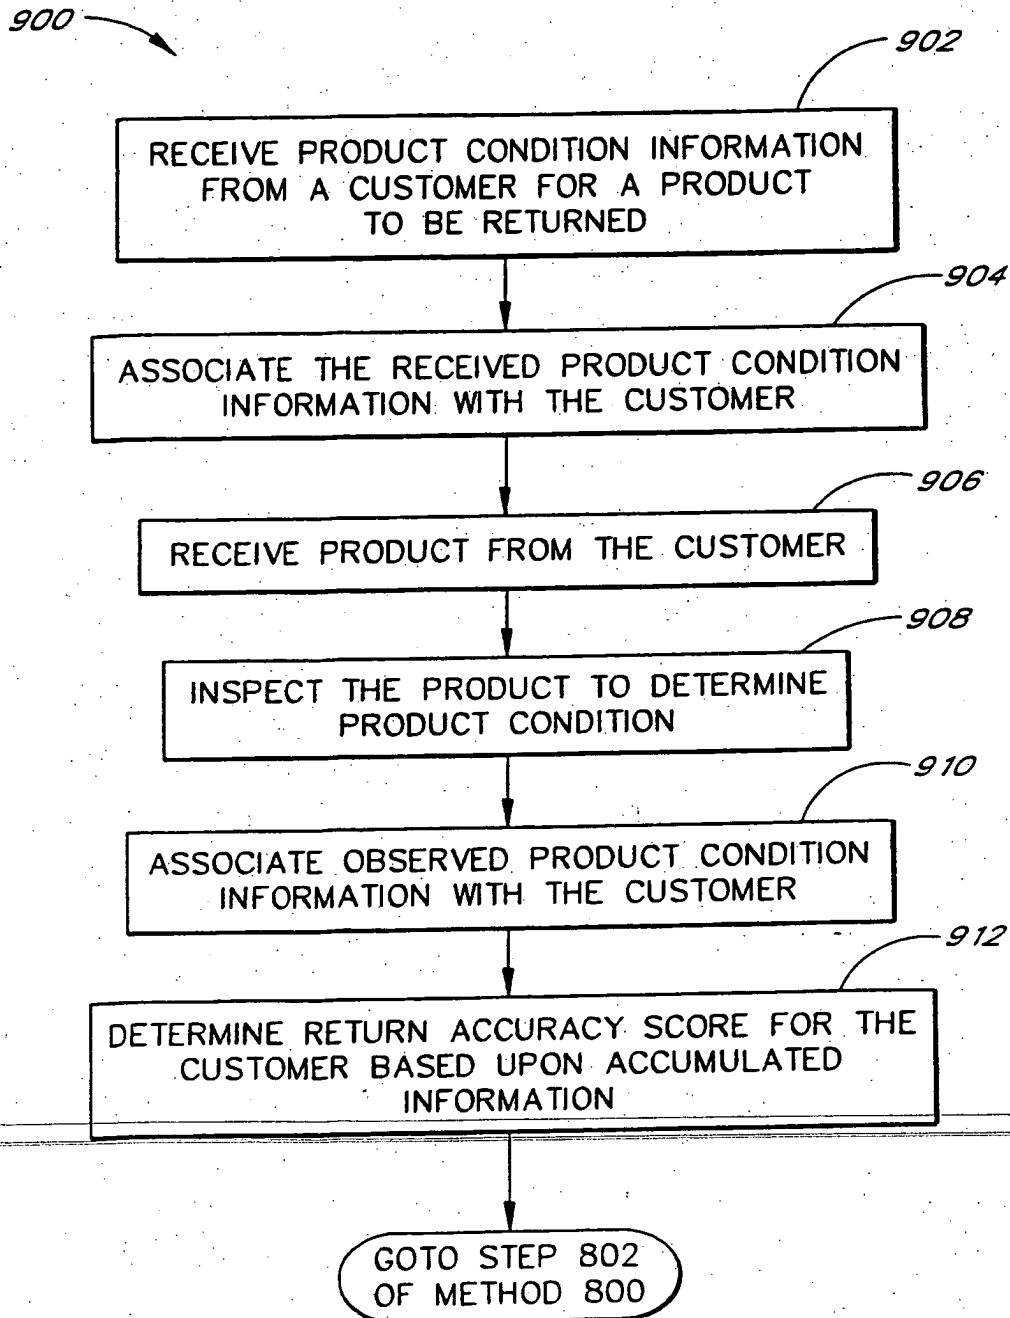 900
902
RECEIVE PRODUCT CONDITION INFORMATION
FROM A CUSTOMER FOR A PRODUCT
TO BE RETURNED
904
ASSOCIATE THE RECEIVED PRODUCT CONDITION
INFORMATION WITH THE CUSTOMER
906
RECEIVE PRODUCT FROM THE CUSTOMER
908
INSPECT THE PRODUCT TO DETERMINE
PRODUCT CONDITION
910
ASSOCIATE OBSERVED PRODUCT CONDITION
INFORMATION WITH THE CUSTOMER
912
DETERMINE RETURN ACCURACY SCORE FOR THE
CUSTOMER BASED UPON ACCUMULATED
INFORMATION
GOTO STEP 802
OF METHOD 800